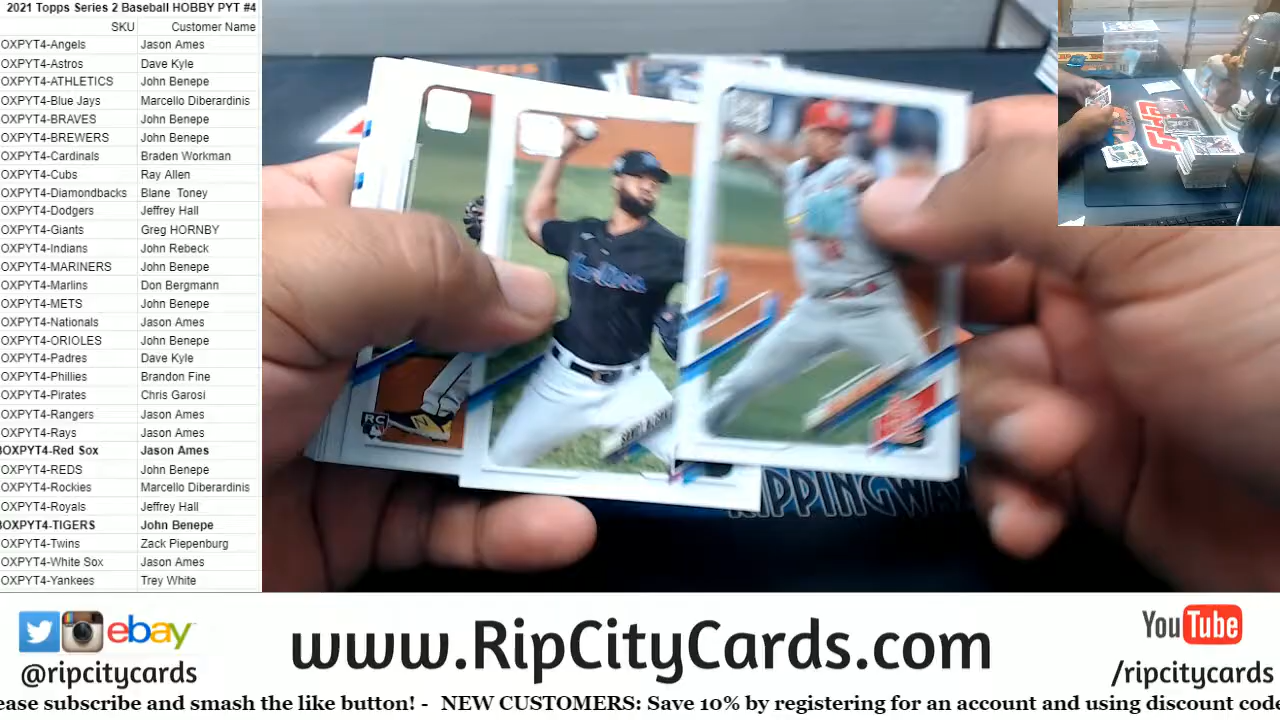 2021 Topps Series 2 Baseball HOBBY PYT #4
SKU Customer Name
OXPYT4-Angels Jason Ames
OXPYT4-Astros Dave Kyle
OXPYT4-ATHLETICS John Benepe
OXPYT4-Blue Jays Marcello Diberardinis
OXPYT4-BRAVES John Benepe
OXPYT4-BREWERS John Benepe
OXPYT4-Cardinals Braden Workman
OXPYT4-Cubs Ray Allen
OXPYT4-Diamondbacks Blane Toney
OXPYT4-Dodgers Jeffrey Hall
OXPYT4-Giants Greg HORNBY
OXPYT4-Indians John Rebeck
OXPYT4-MARINERS John Benepe
OXPYT4-Marlins Don Bergmann
OXPYT4-METS John Benepe
OXPYT4-Nationals Jason Ames
OXPYT4-ORIOLES John Benepe
OXPYT4-Padres Dave Kyle
OXPYT4-Phillies Brandon Fine
OXPYT4-Pirates Chris Garosi
OXPYT4-Rangers Jason Ames
OXPYT4-Rays Jason Ames
BOXPYT4-Red Sox Jason Ames
OXPYT4-REDS John Benepe
OXPYT4-Rockies Marcello Diberardinis
OXPYT4-Royals Jeffrey Hall
BOXPYT4-TIGERS John Benepe
OXPYT4-Twins Zack Piepenburg
OXPYT4-White Sox Jason Ames
OXPYT4-Yankees Trey White
RC
RIPPINGWAX
ebay
@ripcitycards
www.RipCityCards.com
YouTube
/ripcitycards
ease subscribe and smash the like button! - NEW CUSTOMERS: Save 10% by registering for an account and using discount code